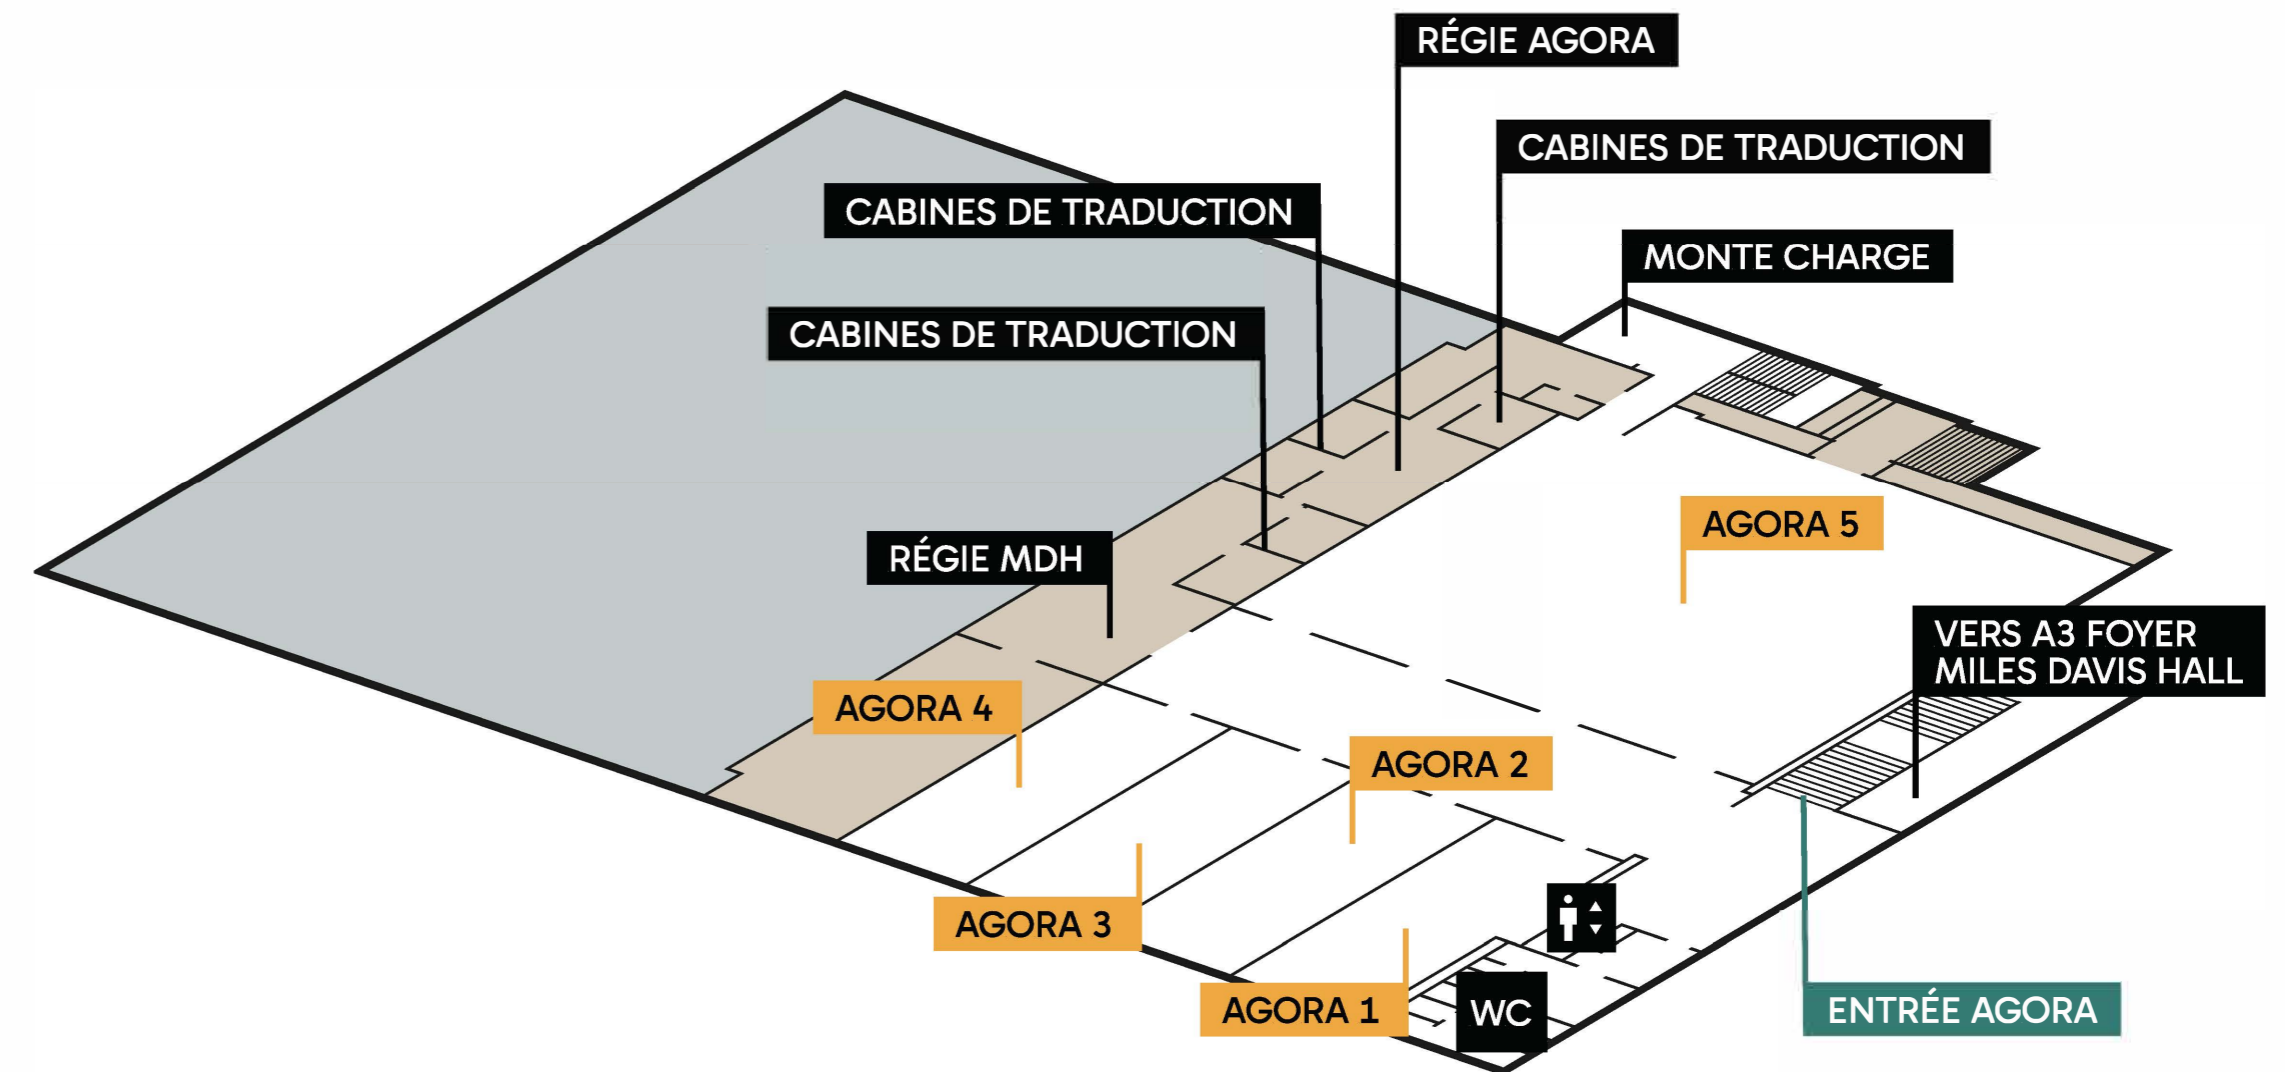 RÉGIE AGORA
CABINES DE TRADUCTION
CABINES DE TRADUCTION
MONTE CHARGE
CABINES DE TRADUCTION
AGORA 5
RÉGIE MDH
VERS A3 FOYER
MILES DAVIS HALL
AGORA 4
AGORA 2
AGORA 3
AGORA 1
WC
ENTRÉE AGORA